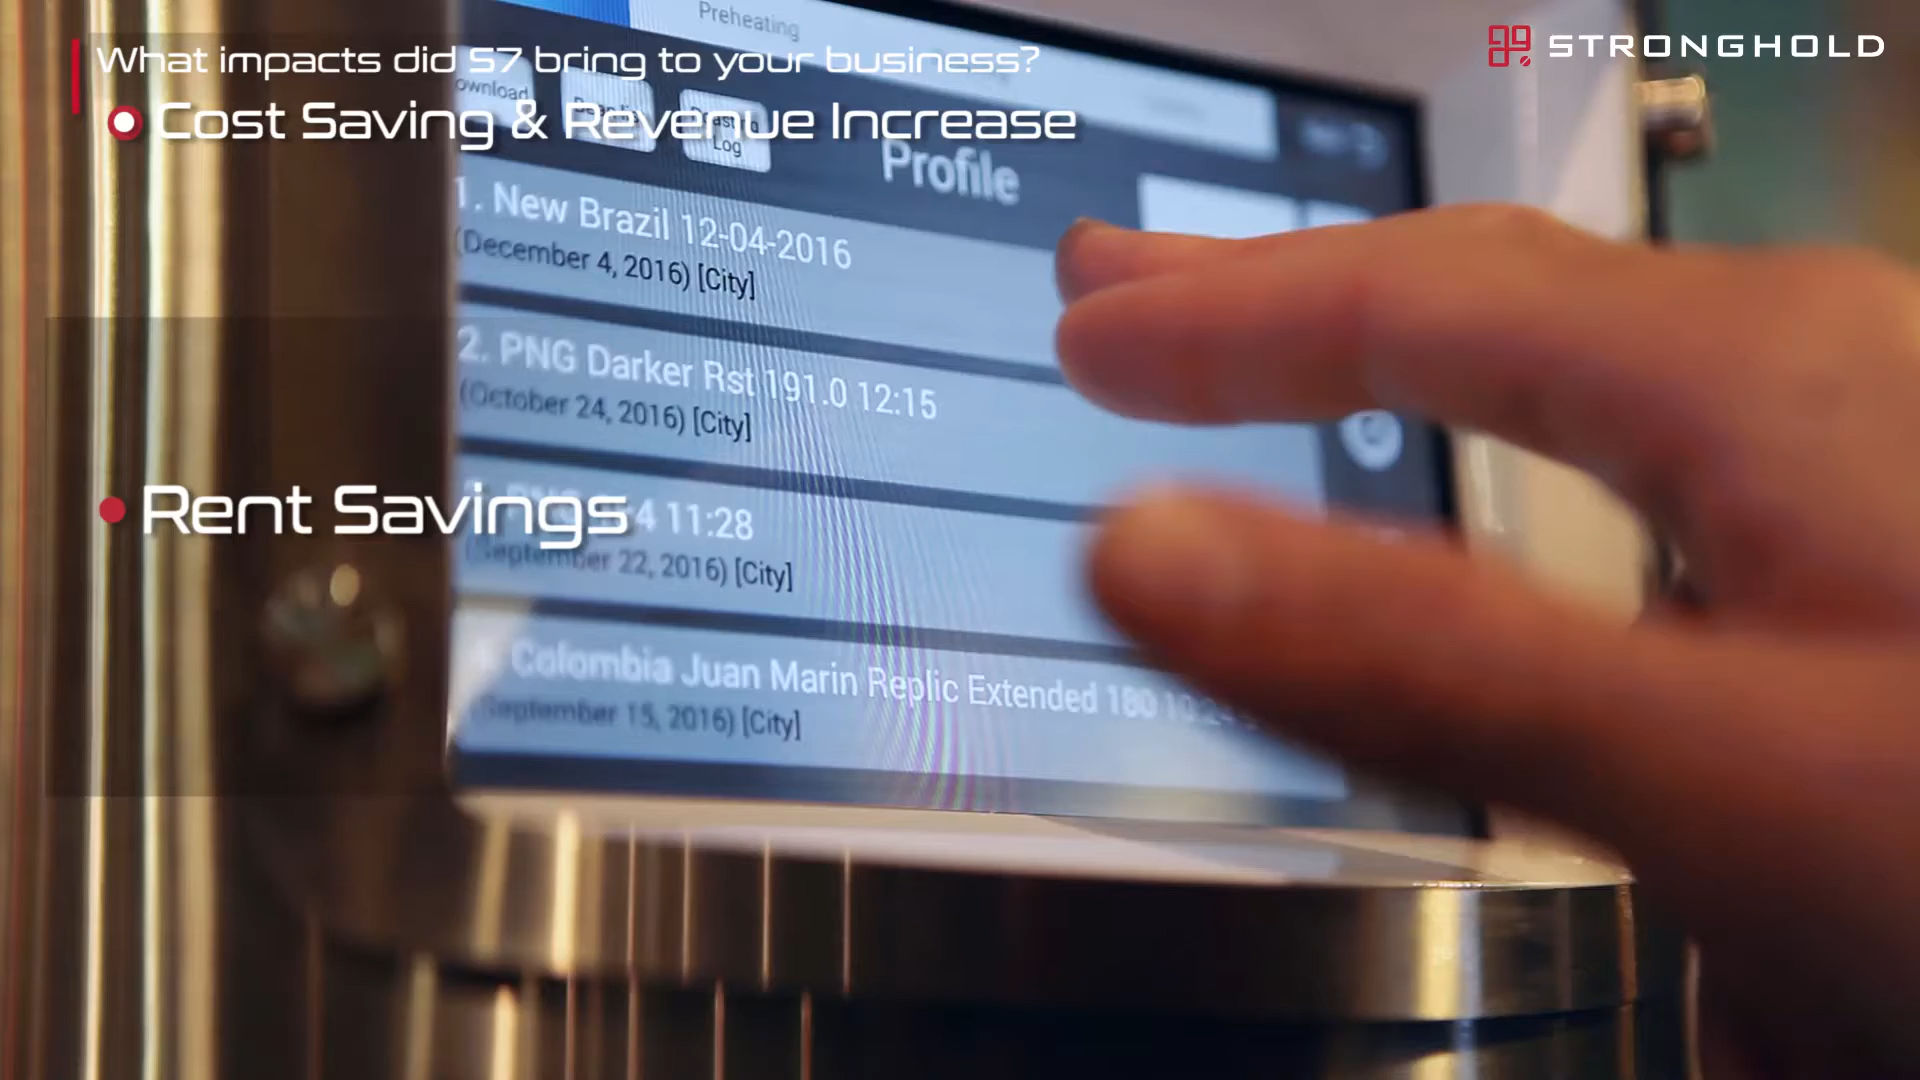 Preheating
What impacts did S7 bring to your business?
STRONGHOLD
ownload
Cost Saving & Revenue Increase
Log
Profile
1. New Brazil 12-04-2016
(December 4, 2016) [City]
2. PNG Darker Rst 191.0 12:15
(October 24, 2016) [City]
Rent Savings
4 11:28
(September 22, 2016) [City]
Colombia Juan Marin Replic Extended 180
(September 15, 2016) [City]